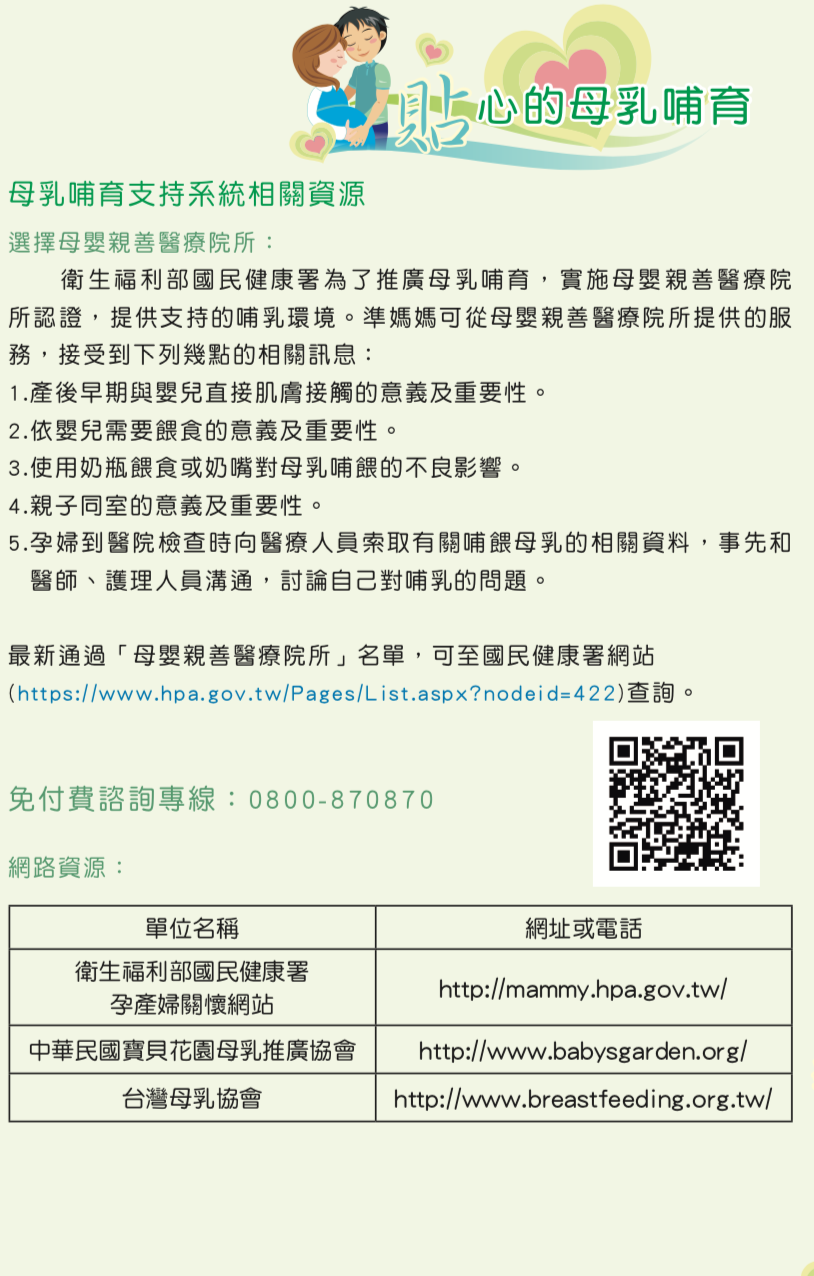 貼心的母乳哺育
母乳哺育支持系統相關資源
選擇母嬰親善醫療院所：
衛生福利部國民健康署為了推廣母乳哺育，實施母嬰親善醫療院
所認證，提供支持的哺乳環境。準媽媽可從母嬰親善醫療院所提供的服
務，接受到下列幾點的相關訊息：
1.產後早期與嬰兒直接肌膚接觸的意義及重要性。
2.依嬰兒需要餵食的意義及重要性。
3.使用奶瓶餵食或奶嘴對母乳哺餵的不良影響。
4.親子同室的意義及重要性。
5.孕婦到醫院檢查時向醫療人員索取有關哺餵母乳的相關資料，事先和
醫師、護理人員溝通，討論自己對哺乳的問題。
最新通過「母嬰親善醫療院所」名單，可至國民健康署網站
(https://www.hpa.gov.tw/Pages/List.aspx?nodeid=422)查詢。
免付費諮詢專線：0800-870870
網路資源：
單位名稱 網址或電話
衛生福利部國民健康署
孕產婦關懷網站 http://mammy.hpa.gov.tw/
中華民國寶貝花園母乳推廣協會 http://www.babysgarden.org/
台灣母乳協會 http://www.breastfeeding.org.tw/